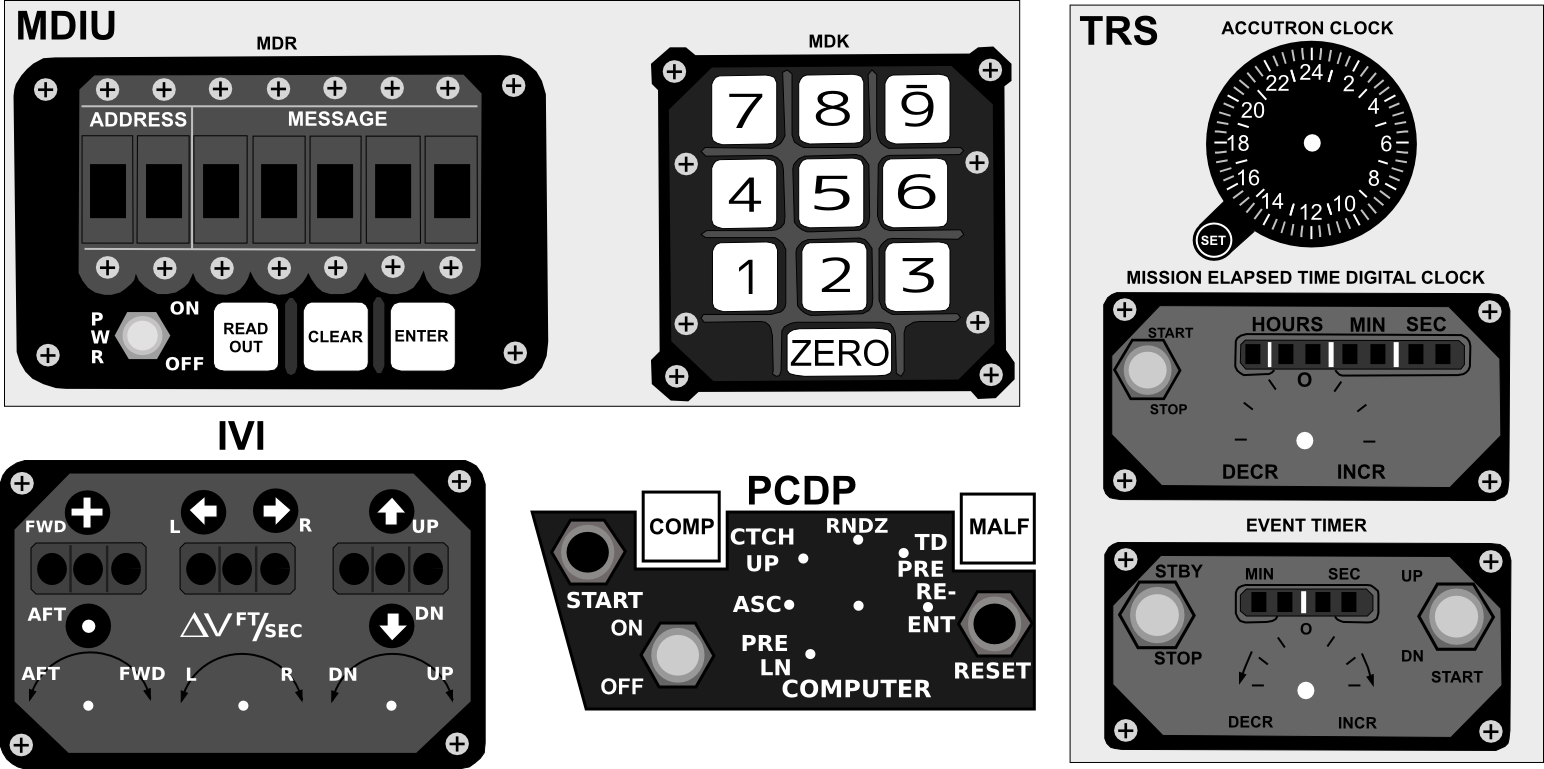 MDIU
MDR
ADDRESS MESSAGE
P
W
R
ON
OFF
READ
OUT
CLEAR
ENTER
MDK
7 8 9̅
4 5 6
1 2 3
ZERO
TRS
ACCUTRON CLOCK
24
2
4
6
8
10
12
14
16
18
20
22
SET
MISSION ELAPSED TIME DIGITAL CLOCK
START
STOP
HOURS MIN SEC
O
DECR INCR
EVENT TIMER
STBY
STOP
MIN SEC
O
UP
DN
START
DECR INCR
IVI
FWD
L
R
UP
AFT
ΔV FT/SEC
DN
AFT FWD
L R
DN UP
PCDP
COMP
MALF
START
ON
OFF
CTCH
UP
RNDZ
TD
PRE
ASC
RE-
ENT
PRE
LN
COMPUTER
RESET